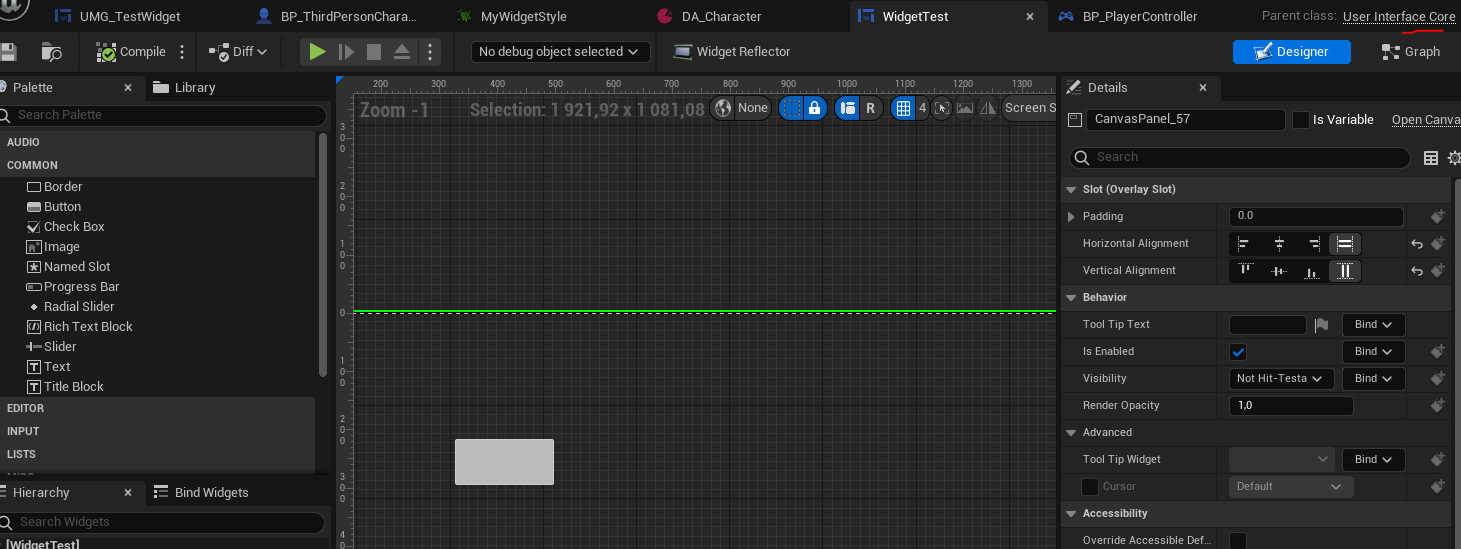 UMG_TestWidget BP_ThirdPersonChara... MyWidgetStyle DA_Character WidgetTest BP_PlayerController Parent class: User Interface Core
Compile Diff No debug object selected Widget Reflector Designer Graph
Palette Library
Search Palette
AUDIO
COMMON
Border
Button
Check Box
Image
Named Slot
Progress Bar
Radial Slider
Rich Text Block
Slider
Text
Title Block
EDITOR
INPUT
LISTS
Hierarchy Bind Widgets
Search Widgets
[WidgetTest]
200 300 400 500 600 700 800 900 1000 1100 1200 1300
Zoom -1 Selection: 1 921,92 x 1 081,08 None R 4 Screen S
300
200
100
0
100
200
300
4
Details
CanvasPanel_57 Is Variable Open Canva
Search
Slot (Overlay Slot)
Padding 0.0
Horizontal Alignment
Vertical Alignment
Behavior
Tool Tip Text Bind
Is Enabled Bind
Visibility Not Hit-Testa Bind
Render Opacity 1,0
Advanced
Tool Tip Widget Bind
Cursor Default
Accessibility
Override Accessible Def...